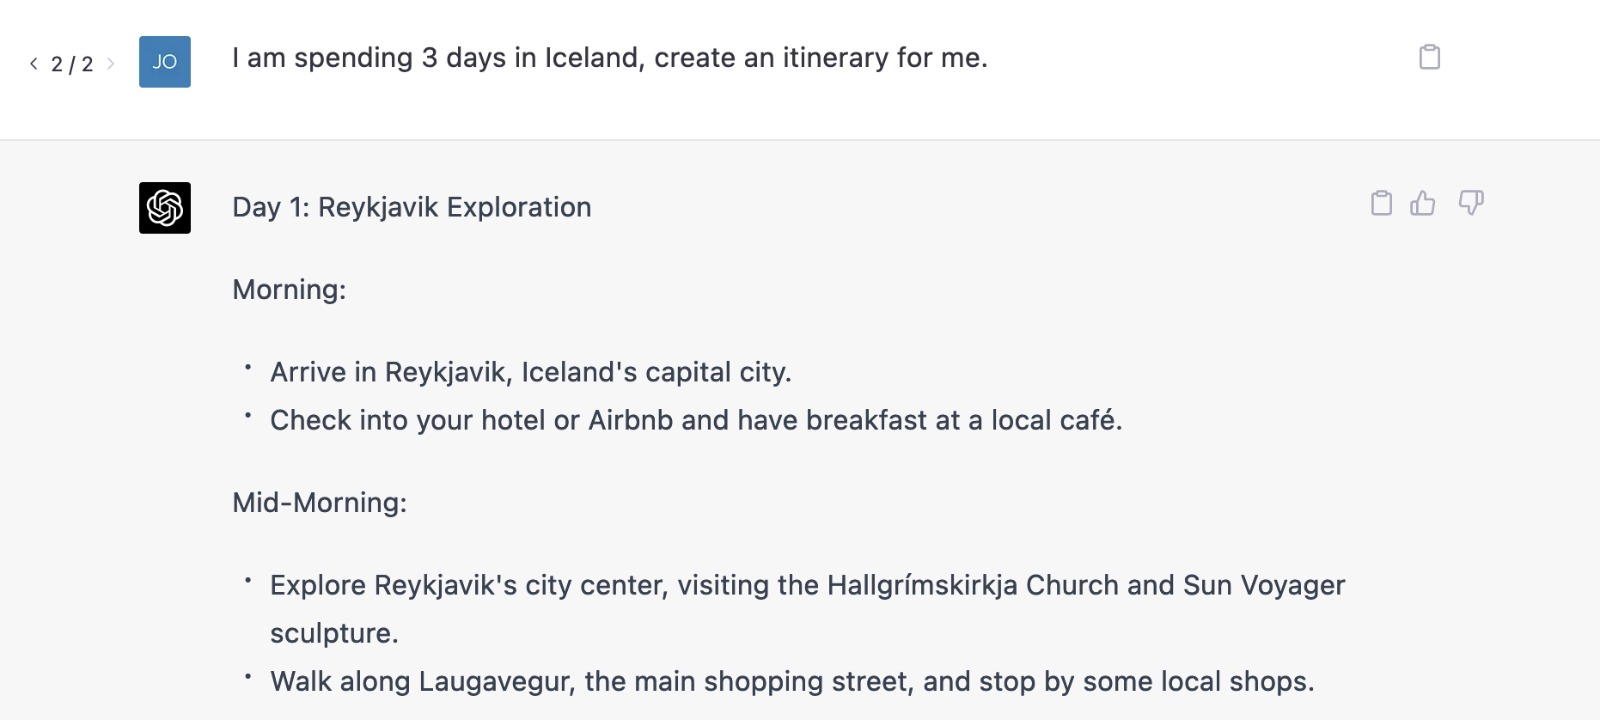 < 2 / 2 >
JO
I am spending 3 days in Iceland, create an itinerary for me.
Day 1: Reykjavik Exploration
Morning:
• Arrive in Reykjavik, Iceland's capital city.
• Check into your hotel or Airbnb and have breakfast at a local café.
Mid-Morning:
• Explore Reykjavik's city center, visiting the Hallgrímskirkja Church and Sun Voyager
sculpture.
• Walk along Laugavegur, the main shopping street, and stop by some local shops.